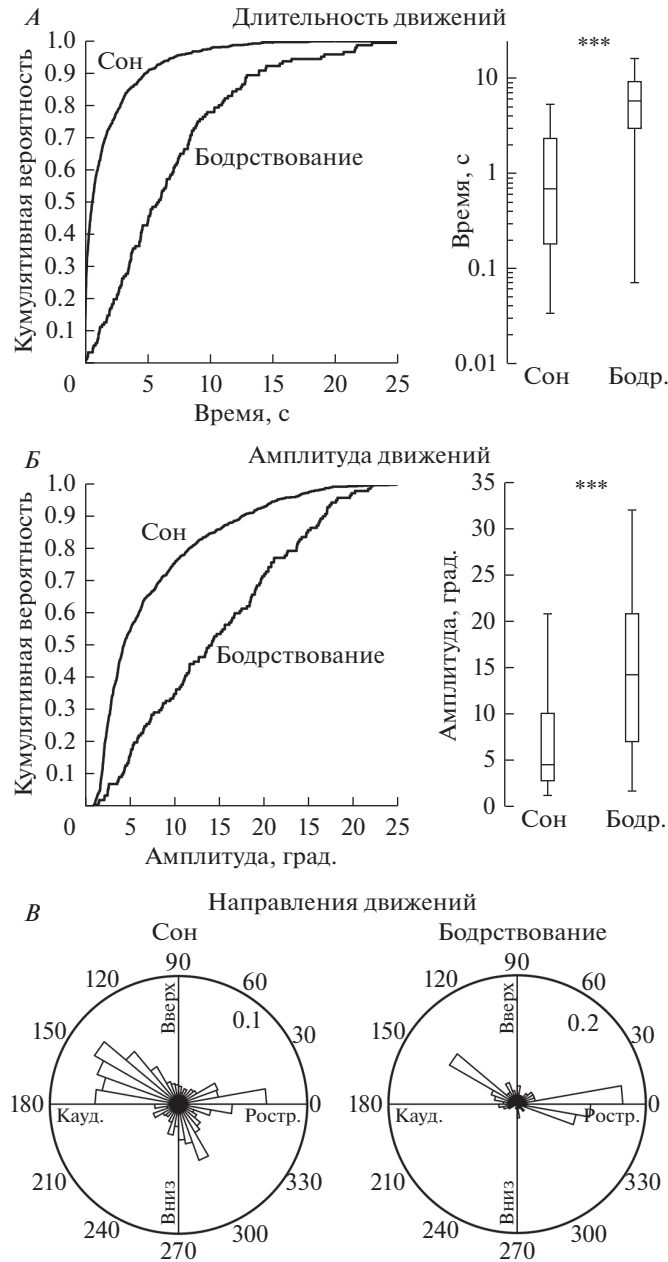 А
Длительность движений
Кумулятивная вероятность
1.0
0.9
0.8
0.7
0.6
0.5
0.4
0.3
0.2
0.1
Сон
Бодрствование
0
5
10
15
20
25
Время, с
***
Время, с
10
1
0.1
0.01
Сон
Бодр.
Б
Амплитуда движений
Кумулятивная вероятность
1.0
0.9
0.8
0.7
0.6
0.5
0.4
0.3
0.2
0.1
Сон
Бодрствование
0
5
10
15
20
25
Амплитуда, град.
***
Амплитуда, град.
35
30
25
20
15
10
5
0
Сон
Бодр.
В
Направления движений
Сон
90
120
60
150
30
0.1
Вверх
180
Кауд.
Ростр.
0
Вниз
210
330
240
300
270
Бодрствование
90
120
60
150
30
0.2
Вверх
180
Кауд.
Ростр.
0
Вниз
210
330
240
300
270